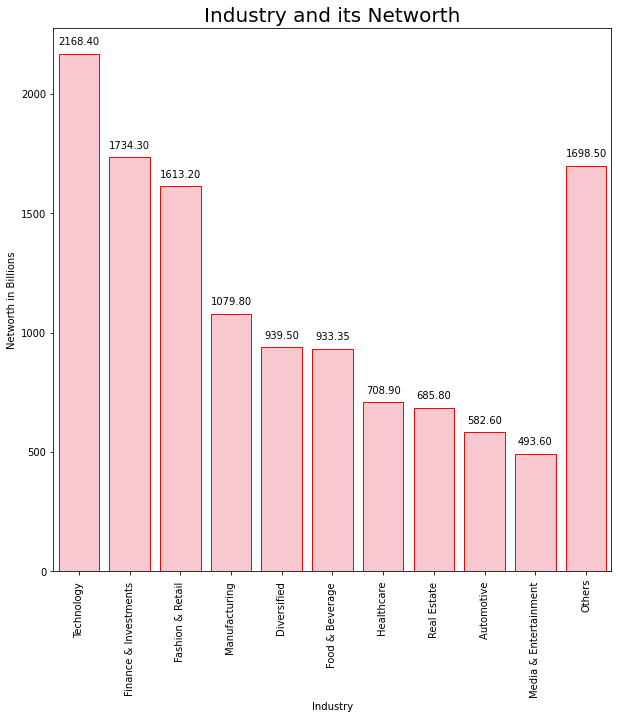 Industry and its Networth
2168.40
1734.30
1613.20
1079.80
939.50
933.35
708.90
685.80
582.60
493.60
1698.50
2000
1500
1000
500
0
Networth in Billions
Technology
Finance & Investments
Fashion & Retail
Manufacturing
Diversified
Food & Beverage
Healthcare
Real Estate
Automotive
Media & Entertainment
Others
Industry